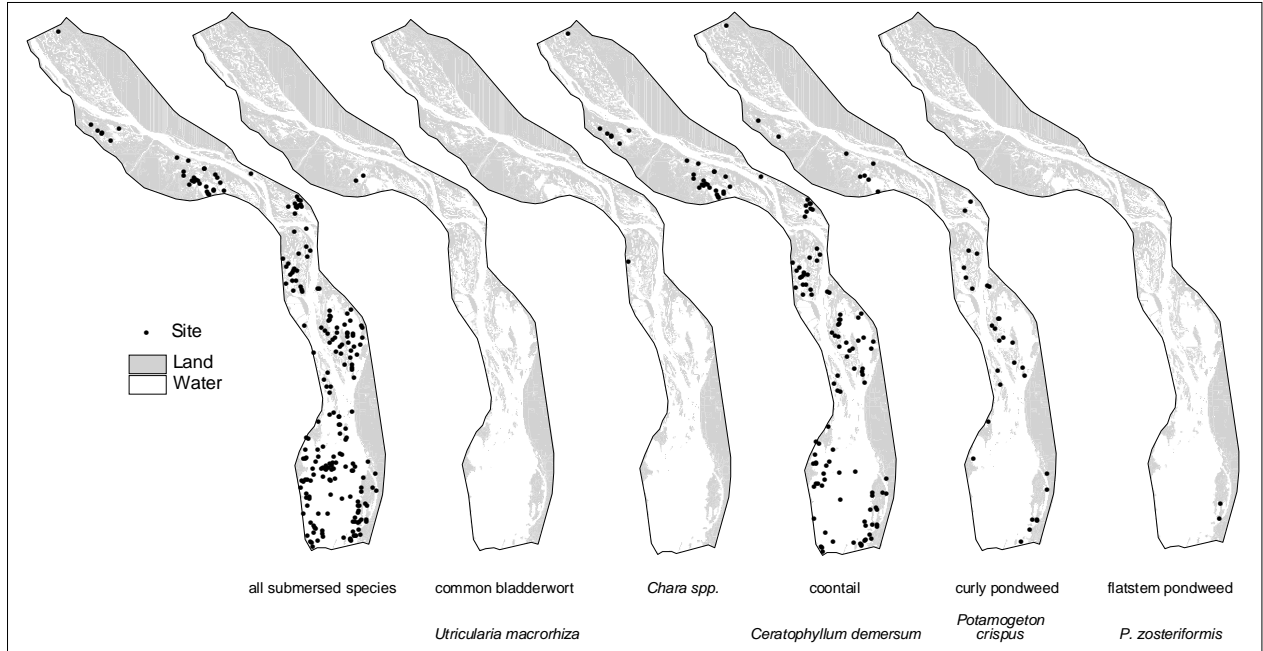 Site
Land
Water
all submersed species
common bladderwort
Chara spp.
coontail
curly pondweed
flatstem pondweed
Utricularia macrorhiza
Ceratophyllum demersum
Potamogeton
crispus
P. zosteriformis